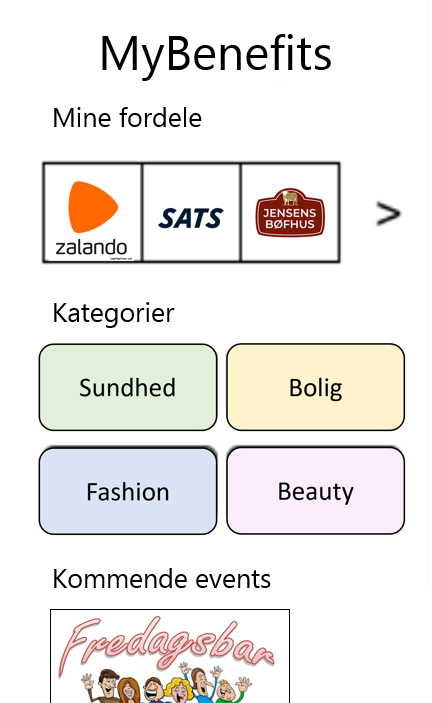 MyBenefits
Mine fordele
zalando
SATS
JENSENS
BØFHUS
>
Kategorier
Sundhed
Bolig
Fashion
Beauty
Kommende events
Fredagsbar